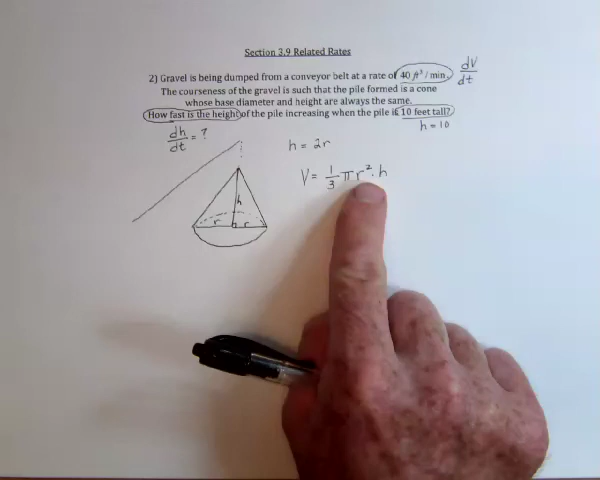 Section 3.9 Related Rates
2) Gravel is being dumped from a conveyor belt at a rate of 40 ft³/min. dV/dt
The courseness of the gravel is such that the pile formed is a cone
whose base diameter and height are always the same.
How fast is the height of the pile increasing when the pile is 10 feet tall?
dh/dt = ?
h = 10
h = 2r
V = 1/3 π r² · h
h
r r